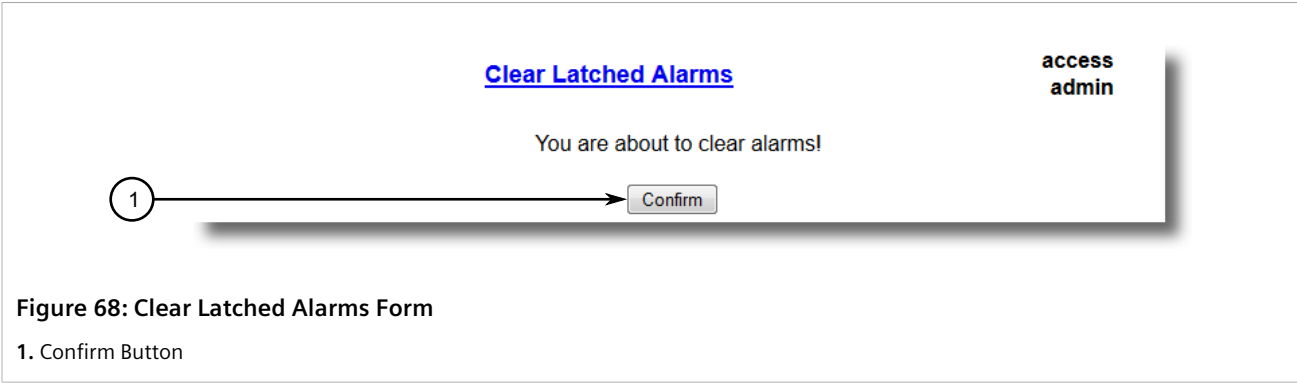 Clear Latched Alarms
access
admin
You are about to clear alarms!
1
Confirm
Figure 68: Clear Latched Alarms Form
1. Confirm Button